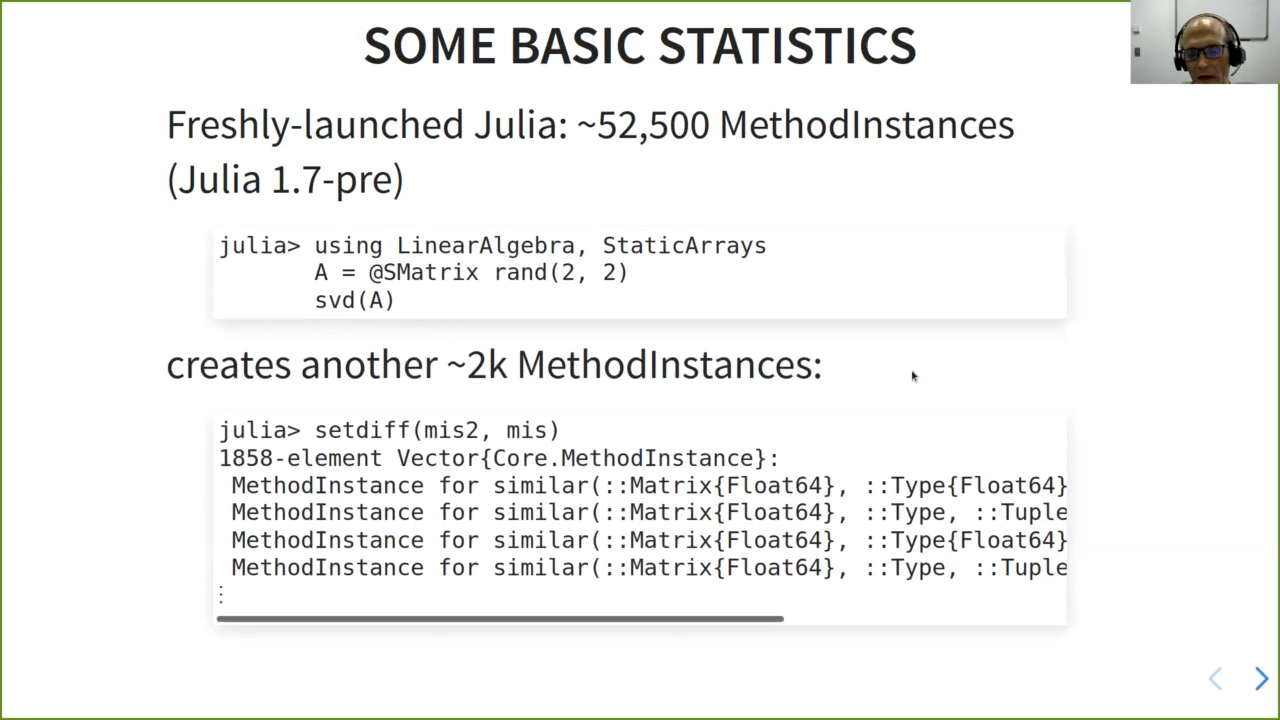 SOME BASIC STATISTICS
Freshly-launched Julia: ~52,500 MethodInstances
(Julia 1.7-pre)
julia> using LinearAlgebra, StaticArrays
A = @SMatrix rand(2, 2)
svd(A)
creates another ~2k MethodInstances:
julia> setdiff(mis2, mis)
1858-element Vector{Core.MethodInstance}:
MethodInstance for similar(::Matrix{Float64}, ::Type{Float64}
MethodInstance for similar(::Matrix{Float64}, ::Type, ::Tuple
MethodInstance for similar(::Matrix{Float64}, ::Type{Float64}
MethodInstance for similar(::Matrix{Float64}, ::Type, ::Tuple
⋮